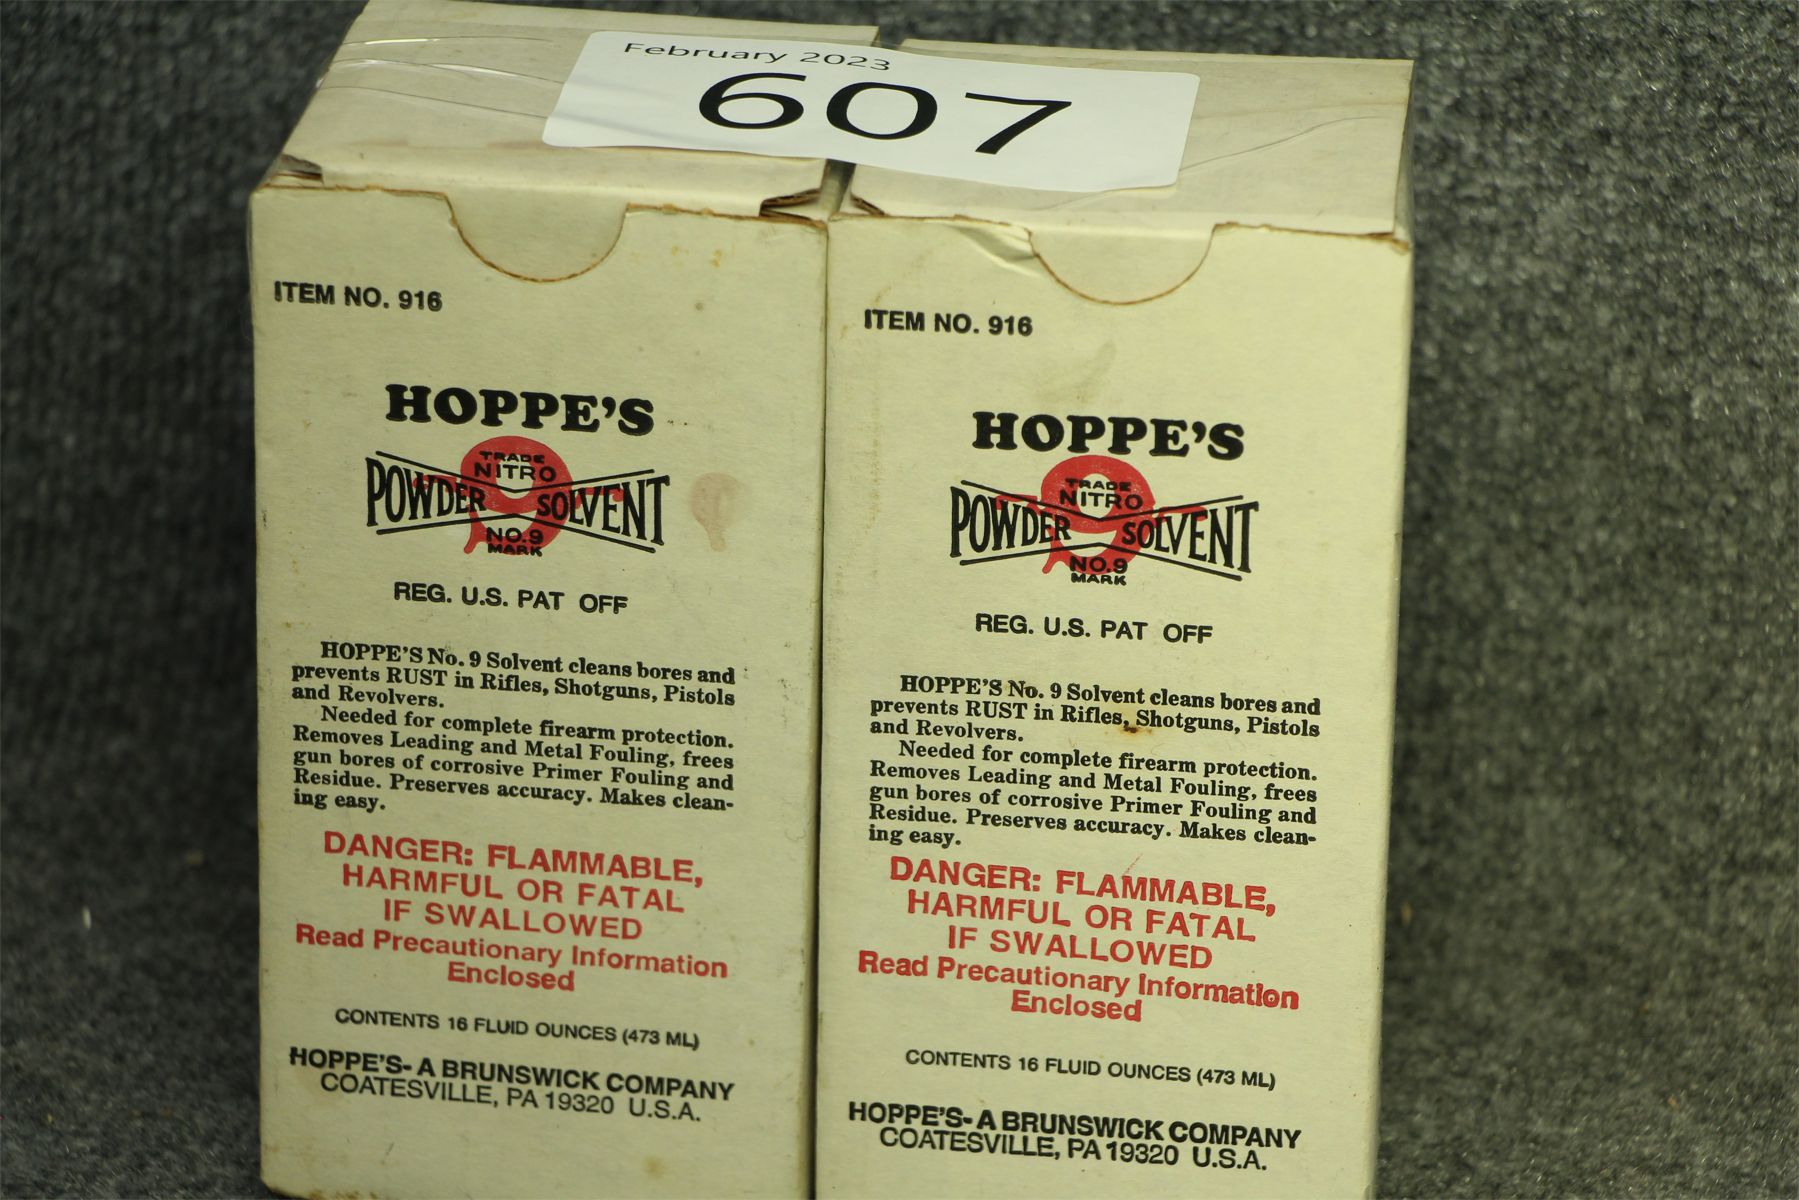 February 2023
607
ITEM NO. 916
HOPPE'S
TRADE
NITRO
POWDER SOLVENT
NO. 9
MARK
REG. U.S. PAT OFF
HOPPE'S No. 9 Solvent cleans bores and
prevents RUST in Rifles, Shotguns, Pistols
and Revolvers.
Needed for complete firearm protection.
Removes Leading and Metal Fouling, frees
gun bores of corrosive Primer Fouling and
Residue. Preserves accuracy. Makes clean-
ing easy.
DANGER: FLAMMABLE,
HARMFUL OR FATAL
IF SWALLOWED
Read Precautionary Information
Enclosed
CONTENTS 16 FLUID OUNCES (473 ML)
HOPPE'S- A BRUNSWICK COMPANY
COATESVILLE, PA 19320 U.S.A.
ITEM NO. 916
HOPPE'S
TRADE
NITRO
POWDER SOLVENT
NO. 9
MARK
REG. U.S. PAT OFF
HOPPE'S No. 9 Solvent cleans bores and
prevents RUST in Rifles, Shotguns, Pistols
and Revolvers.
Needed for complete firearm protection.
Removes Leading and Metal Fouling, frees
gun bores of corrosive Primer Fouling and
Residue. Preserves accuracy. Makes clean-
ing easy.
DANGER: FLAMMABLE,
HARMFUL OR FATAL
IF SWALLOWED
Read Precautionary Information
Enclosed
CONTENTS 16 FLUID OUNCES (473 ML)
HOPPE'S- A BRUNSWICK COMPANY
COATESVILLE, PA 19320 U.S.A.